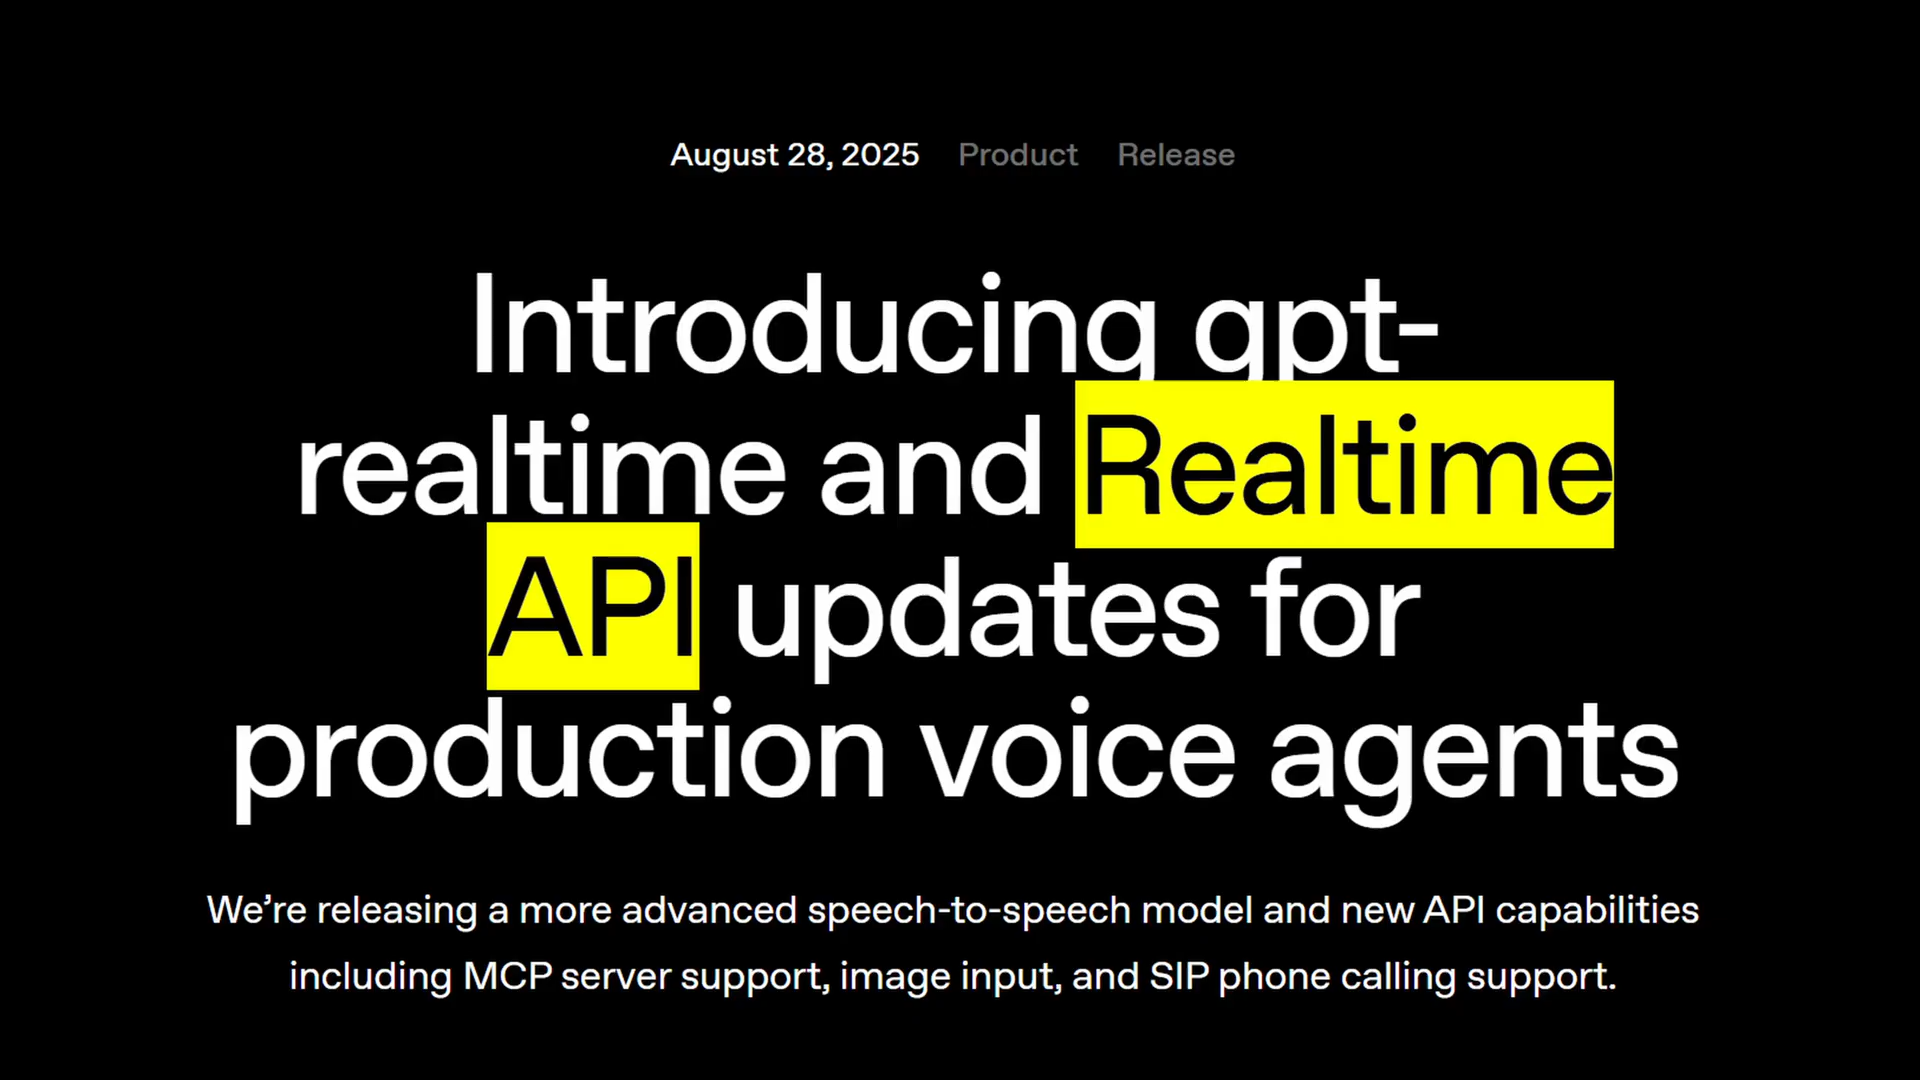 August 28, 2025 Product Release
Introducing gpt-
realtime and Realtime
API updates for
production voice agents
We’re releasing a more advanced speech-to-speech model and new API capabilities
including MCP server support, image input, and SIP phone calling support.